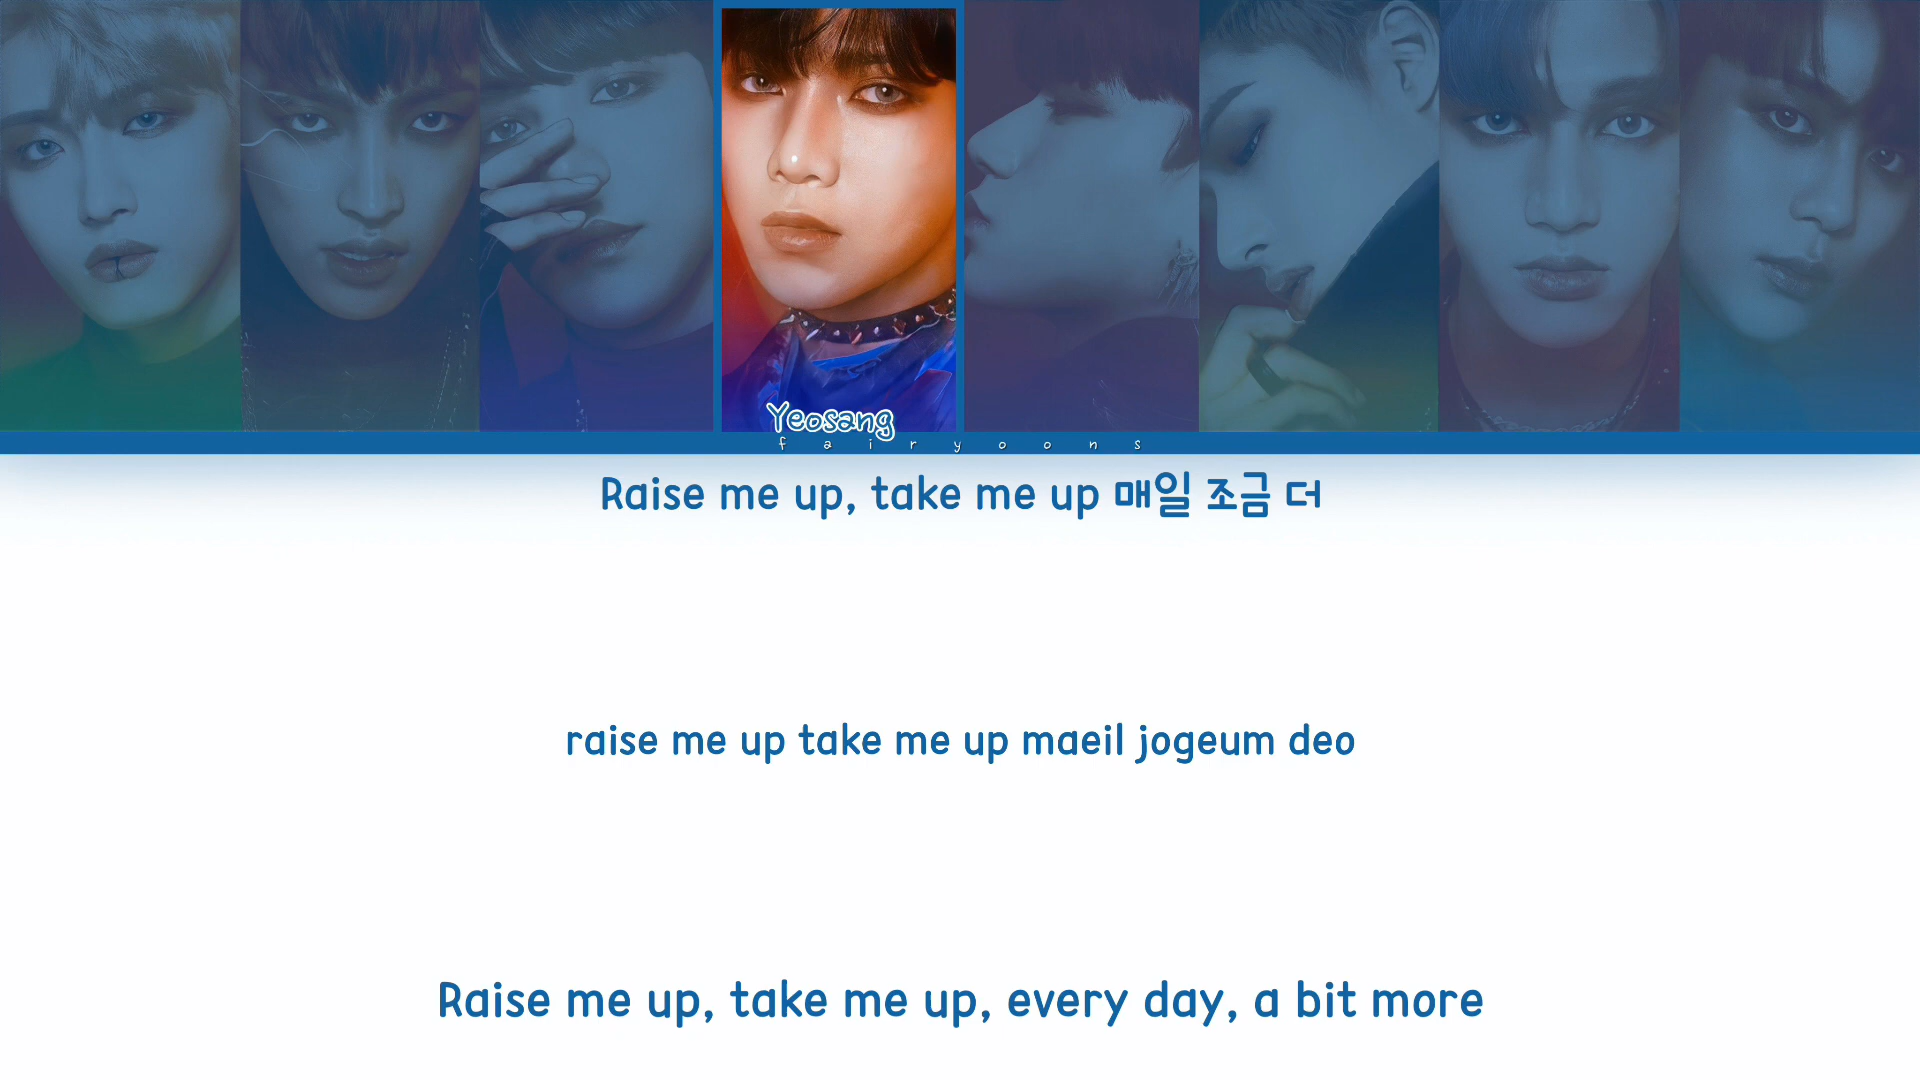 Yeosang
fairyoons
Raise me up, take me up 매일 조금 더
raise me up take me up maeil jogeum deo
Raise me up, take me up, every day, a bit more